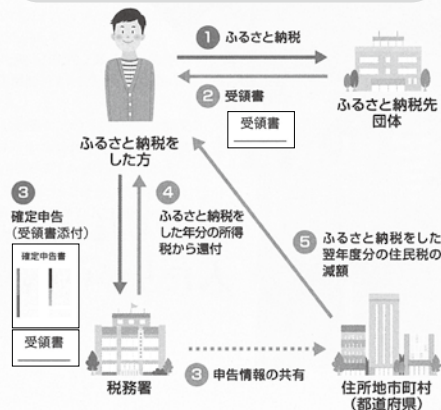 1 ふるさと納税
2 受領書
受領書
ふるさと納税先
団体
ふるさと納税を
した方
3
確定申告
(受領書添付)
確定申告書
受領書
4
ふるさと納税を
した年分の所得
税から還付
5 ふるさと納税をした
翌年度分の住民税の
減額
税務署
3 申告情報の共有
住所地市町村
(都道府県)